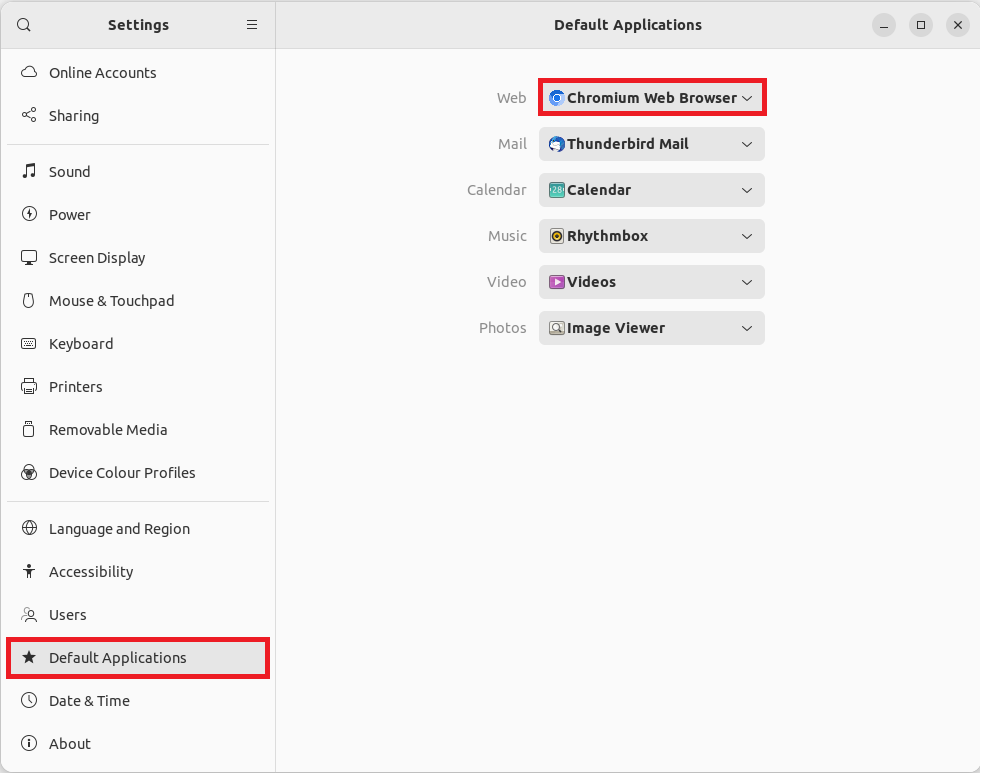 Settings
Default Applications
Online Accounts
Sharing
Sound
Power
Screen Display
Mouse & Touchpad
Keyboard
Printers
Removable Media
Device Colour Profiles
Language and Region
Accessibility
Users
Default Applications
Date & Time
About
Web Chromium Web Browser
Mail Thunderbird Mail
Calendar 28 Calendar
Music Rhythmbox
Video Videos
Photos Image Viewer